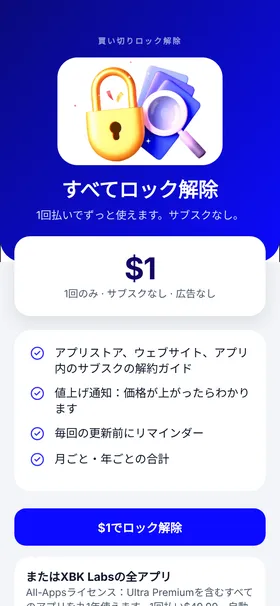 買い切りロック解除
すべてロック解除
1回払いでずっと使えます。サブスクなし。
$1
1回のみ · サブスクなし · 広告なし
アプリストア、ウェブサイト、アプリ
内のサブスクの解約ガイド
値上げ通知：価格が上がったらわかり
ます
毎回の更新前にリマインダー
月ごと・年ごとの合計
$1でロック解除
またはXBK Labsの全アプリ
All-Appsライセンス：Ultra Premiumを含むすべて